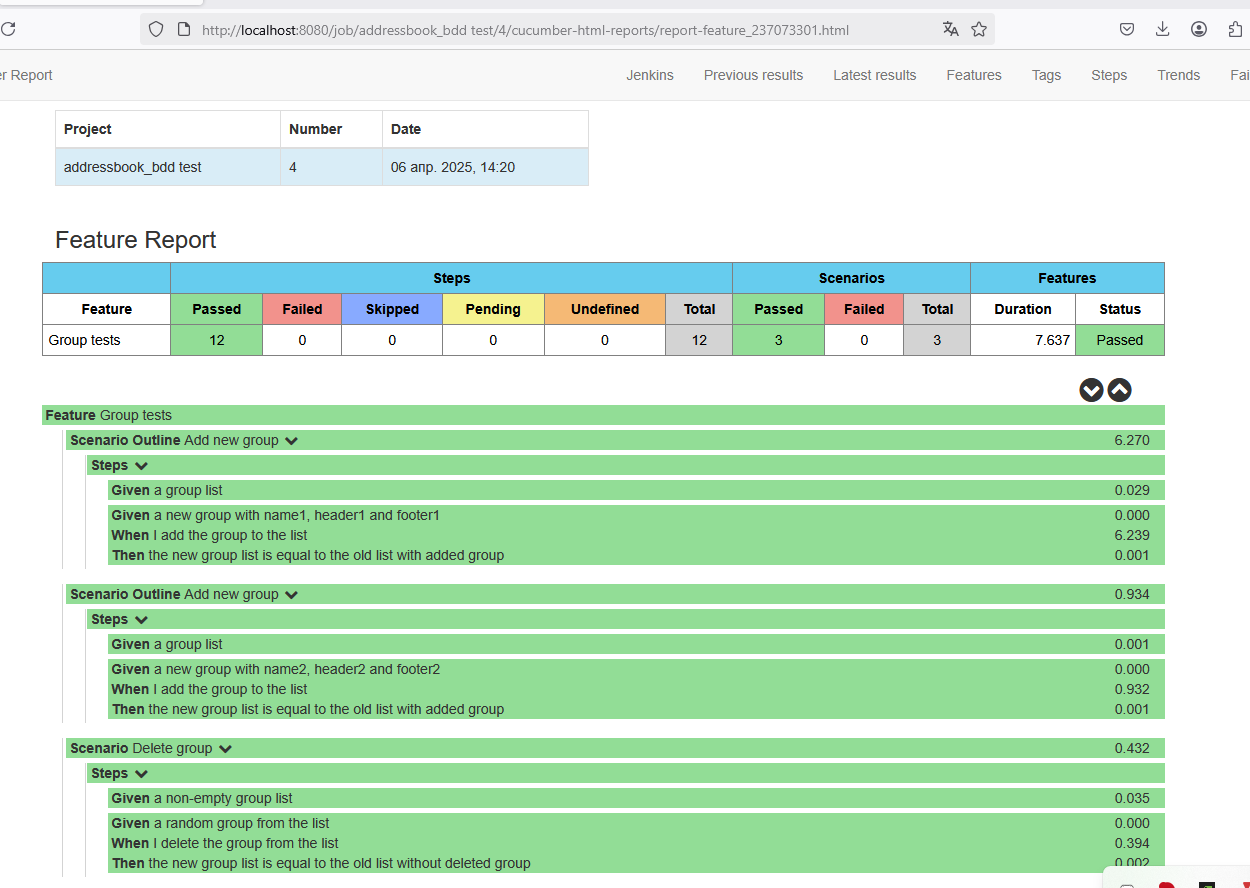 http://localhost:8080/job/addressbook_bdd test/4/cucumber-html-reports/report-feature_237073301.html
Report Jenkins Previous results Latest results Features Tags Steps Trends
Project Number Date
addressbook_bdd test 4 06 апр. 2025, 14:20
Feature Report
Steps Scenarios Features
Feature Passed Failed Skipped Pending Undefined Total Passed Failed Total Duration Status
Group tests 12 0 0 0 0 12 3 0 3 7.637 Passed
Feature Group tests
Scenario Outline Add new group 6.270
Steps
Given a group list 0.029
Given a new group with name1, header1 and footer1 0.000
When I add the group to the list 6.239
Then the new group list is equal to the old list with added group 0.001
Scenario Outline Add new group 0.934
Steps
Given a group list 0.001
Given a new group with name2, header2 and footer2 0.000
When I add the group to the list 0.932
Then the new group list is equal to the old list with added group 0.001
Scenario Delete group 0.432
Steps
Given a non-empty group list 0.035
Given a random group from the list 0.000
When I delete the group from the list 0.394
Then the new group list is equal to the old list without deleted group 0.002